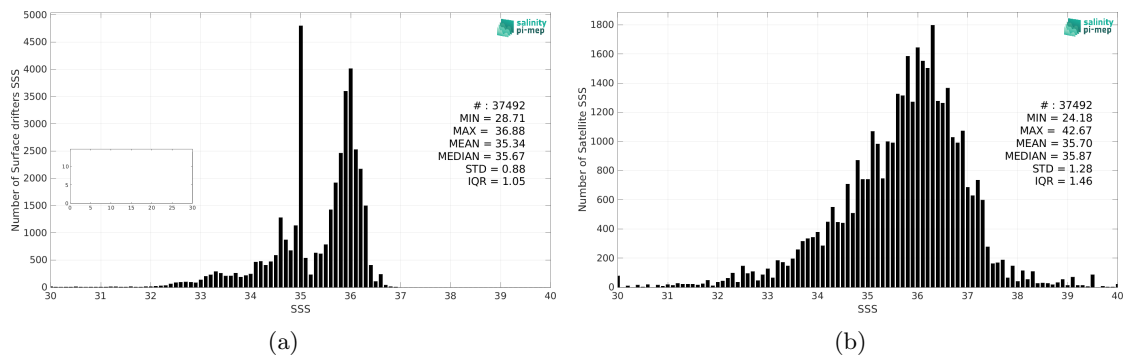 5000
4500
4000
3500
3000
2500
2000
1500
1000
500
0
Number of Surface drifters SSS
salinity
pi-mep
# : 37492
MIN = 28.71
MAX = 36.88
MEAN = 35.34
MEDIAN = 35.67
STD = 0.88
IQR = 1.05
10
5
0
0 5 10 15 20 25 30
30 31 32 33 34 35 36 37 38 39 40
SSS
(a)
1800
1600
1400
1200
1000
800
600
400
200
0
Number of Satellite SSS
salinity
pi-mep
# : 37492
MIN = 24.18
MAX = 42.67
MEAN = 35.70
MEDIAN = 35.87
STD = 1.28
IQR = 1.46
30 31 32 33 34 35 36 37 38 39 40
SSS
(b)